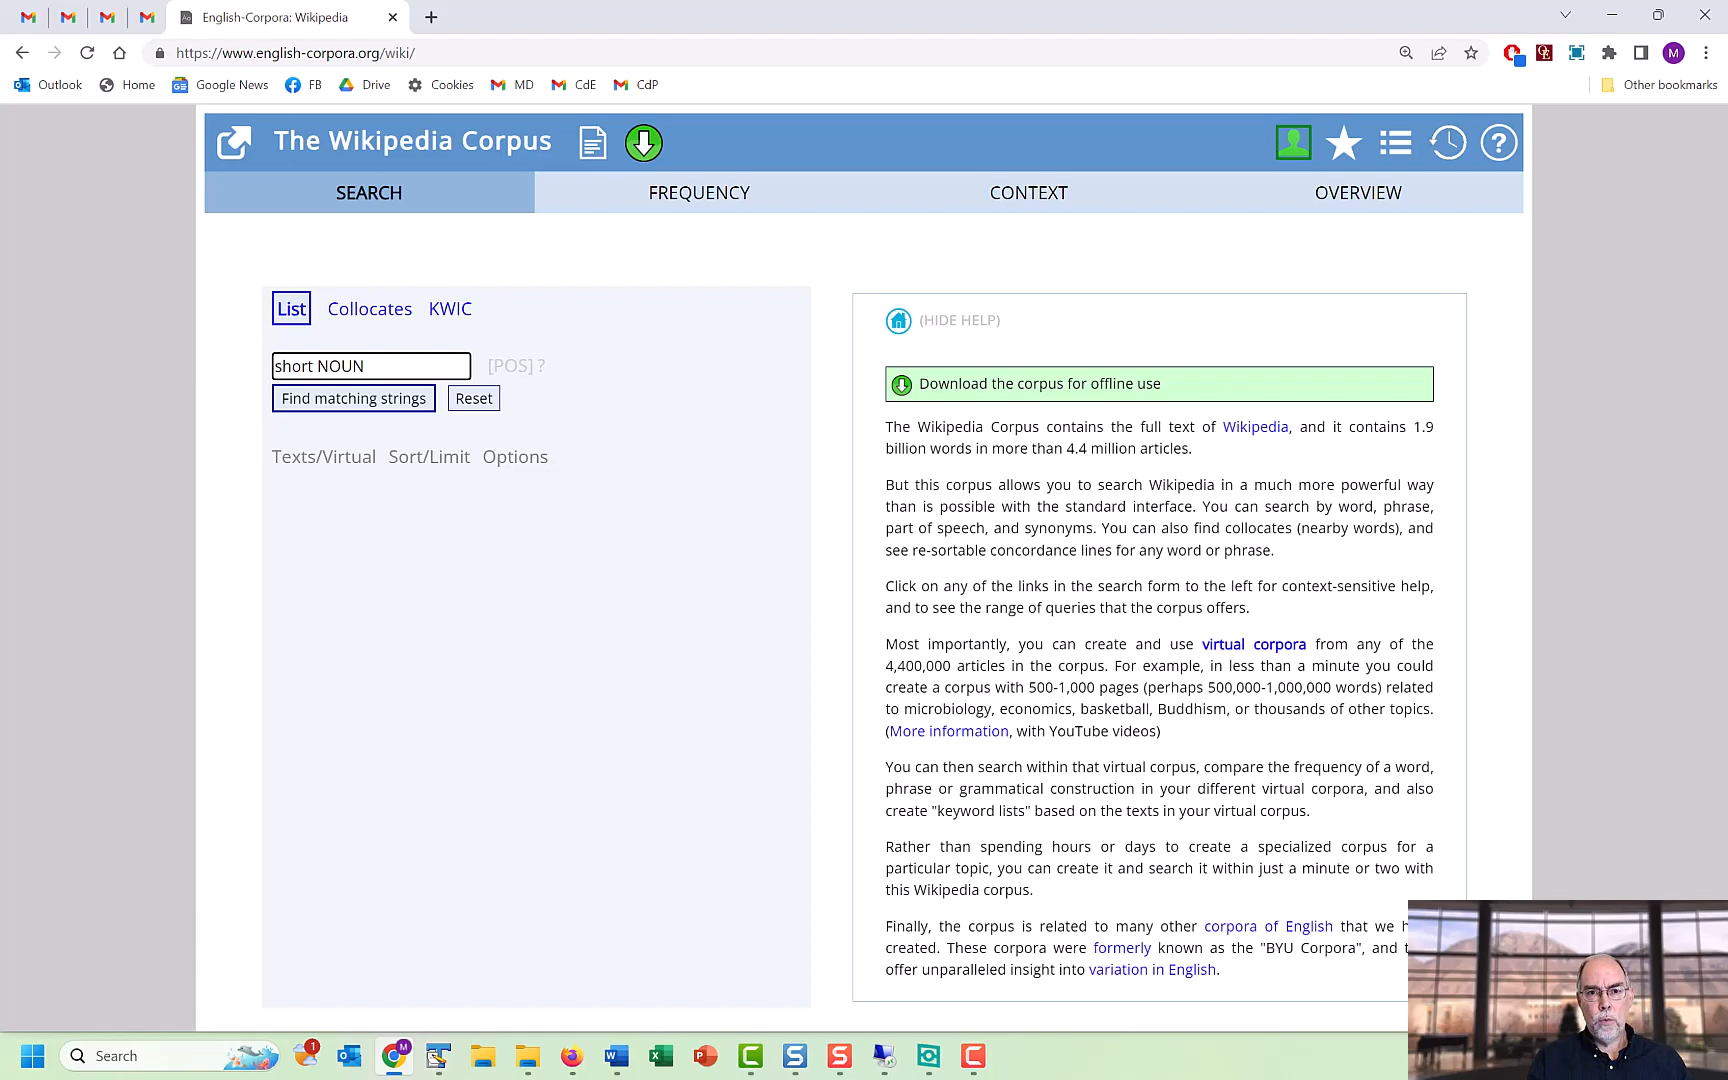 English-Corpora: Wikipedia
https://www.english-corpora.org/wiki/
M
Outlook Home Google News FB Drive Cookies MD CdE CdP Other bookmarks
The Wikipedia Corpus
?
SEARCH FREQUENCY CONTEXT OVERVIEW
List Collocates KWIC
short NOUN [POS] ?
Find matching strings Reset
Texts/Virtual Sort/Limit Options
(HIDE HELP)
Download the corpus for offline use
The Wikipedia Corpus contains the full text of Wikipedia, and it contains 1.9
billion words in more than 4.4 million articles.
But this corpus allows you to search Wikipedia in a much more powerful way
than is possible with the standard interface. You can search by word, phrase,
part of speech, and synonyms. You can also find collocates (nearby words), and
see re-sortable concordance lines for any word or phrase.
Click on any of the links in the search form to the left for context-sensitive help,
and to see the range of queries that the corpus offers.
Most importantly, you can create and use virtual corpora from any of the
4,400,000 articles in the corpus. For example, in less than a minute you could
create a corpus with 500-1,000 pages (perhaps 500,000-1,000,000 words) related
to microbiology, economics, basketball, Buddhism, or thousands of other topics.
(More information, with YouTube videos)
You can then search within that virtual corpus, compare the frequency of a word,
phrase or grammatical construction in your different virtual corpora, and also
create "keyword lists" based on the texts in your virtual corpus.
Rather than spending hours or days to create a specialized corpus for a
particular topic, you can create it and search it within just a minute or two with
this Wikipedia corpus.
Finally, the corpus is related to many other corpora of English that we
created. These corpora were formerly known as the "BYU Corpora", and
offer unparalleled insight into variation in English.
Search 1 M